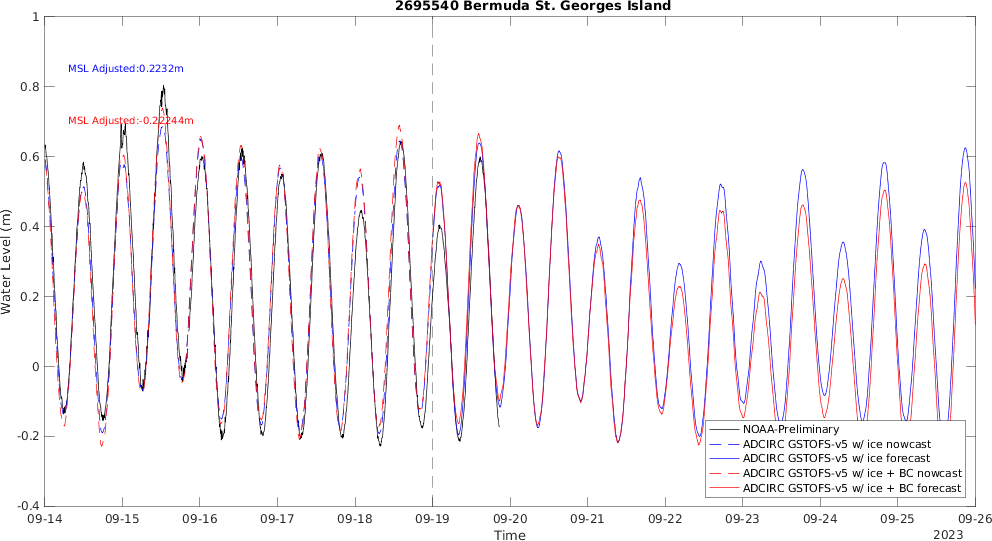 2695540 Bermuda St. Georges Island
1
0.8
0.6
0.4
0.2
0
-0.2
-0.4
Water Level (m)
MSL Adjusted:0.2232m
MSL Adjusted:-0.22244m
NOAA-Preliminary
ADCIRC GSTOFS-v5 w/ ice nowcast
ADCIRC GSTOFS-v5 w/ ice forecast
ADCIRC GSTOFS-v5 w/ ice + BC nowcast
ADCIRC GSTOFS-v5 w/ ice + BC forecast
09-14 09-15 09-16 09-17 09-18 09-19 09-20 09-21 09-22 09-23 09-24 09-25 09-26
Time
2023